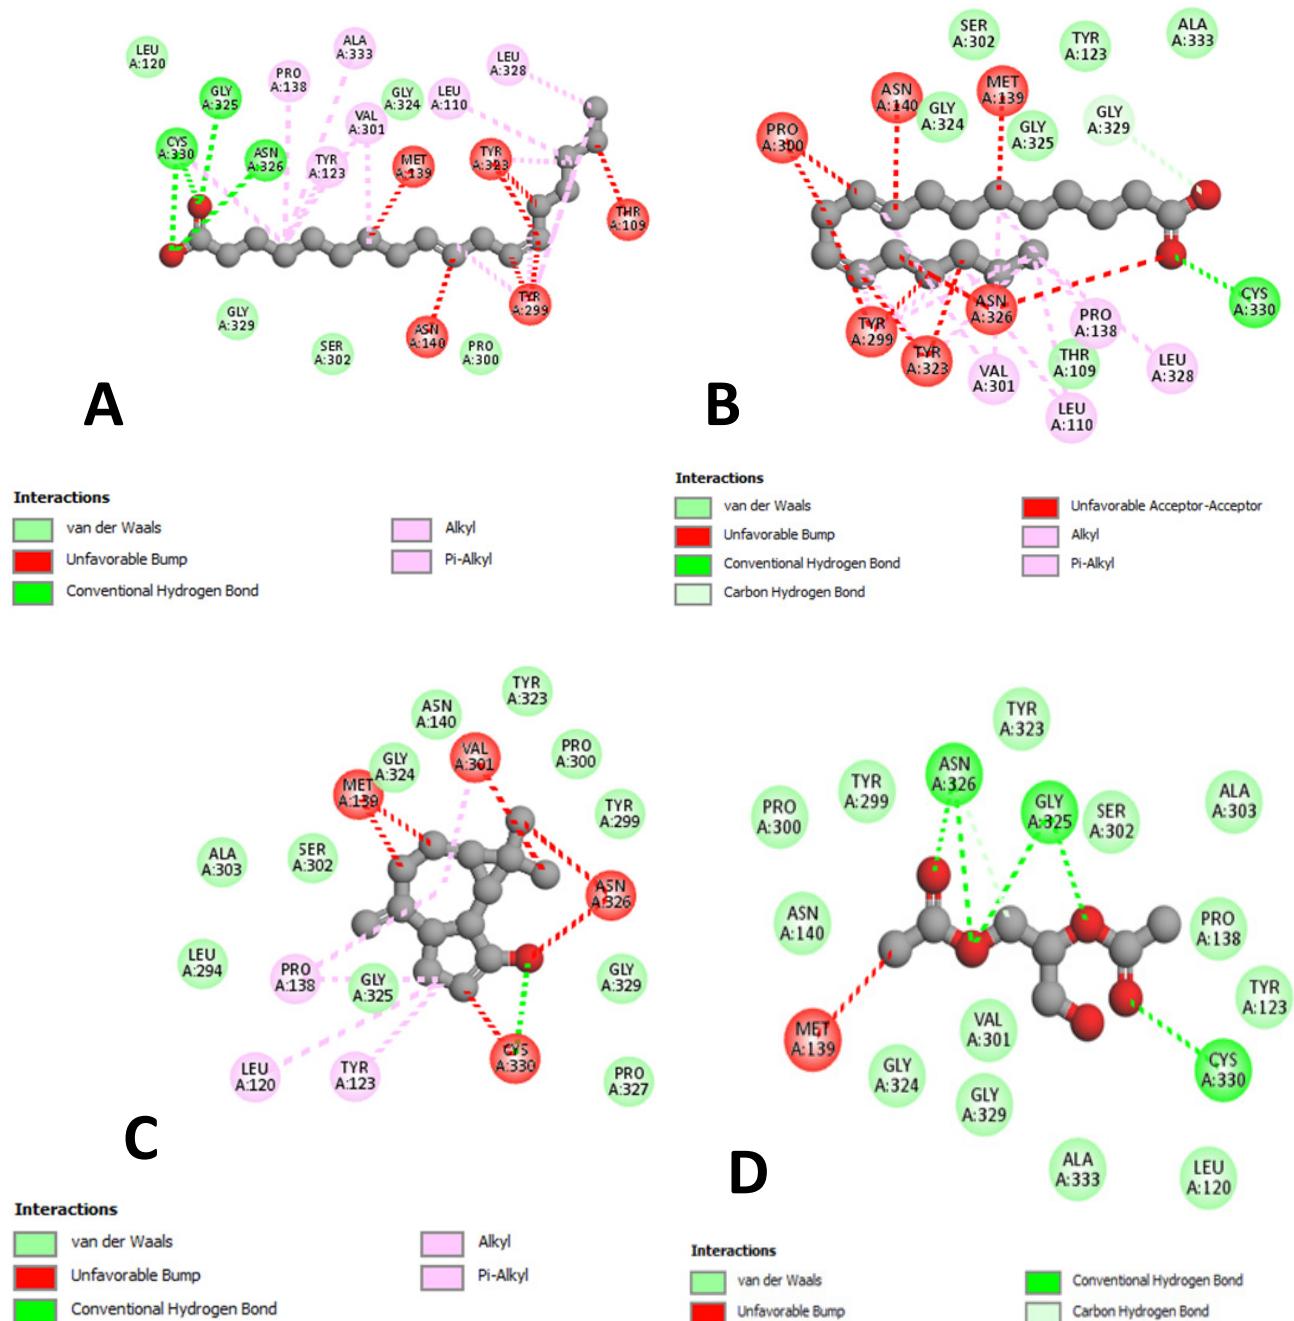 LEU
A:120
GLY
A:325
CYS
A:330
ASN
A:326
PRO
A:138
ALA
A:333
TYR
A:123
VAL
A:301
GLY
A:324
LEU
A:110
LEU
A:328
MET
A:139
TYR
A:323
THR
A:109
GLY
A:329
SER
A:302
ASN
A:140
PRO
A:300
TYR
A:299
A
Interactions
van der Waals
Unfavorable Bump
Conventional Hydrogen Bond
Alkyl
Pi-Alkyl
SER
A:302
TYR
A:123
ALA
A:333
ASN
A:140
MET
A:139
GLY
A:324
GLY
A:325
GLY
A:329
PRO
A:300
CYS
A:330
TYR
A:299
TYR
A:323
ASN
A:326
VAL
A:301
PRO
A:138
THR
A:109
LEU
A:328
LEU
A:110
B
Interactions
van der Waals
Unfavorable Bump
Conventional Hydrogen Bond
Carbon Hydrogen Bond
Unfavorable Acceptor-Acceptor
Alkyl
Pi-Alkyl
TYR
A:323
ASN
A:140
VAL
A:301
PRO
A:300
GLY
A:324
MET
A:139
TYR
A:299
ALA
A:303
SER
A:302
ASN
A:326
LEU
A:294
PRO
A:138
GLY
A:325
GLY
A:329
LEU
A:120
TYR
A:123
CYS
A:330
PRO
A:327
C
Interactions
van der Waals
Unfavorable Bump
Conventional Hydrogen Bond
Alkyl
Pi-Alkyl
TYR
A:323
ASN
A:326
TYR
A:299
PRO
A:300
GLY
A:325
SER
A:302
ALA
A:303
ASN
A:140
PRO
A:138
TYR
A:123
MET
A:139
VAL
A:301
GLY
A:324
GLY
A:329
CYS
A:330
ALA
A:333
LEU
A:120
D
Interactions
van der Waals
Unfavorable Bump
Conventional Hydrogen Bond
Carbon Hydrogen Bond